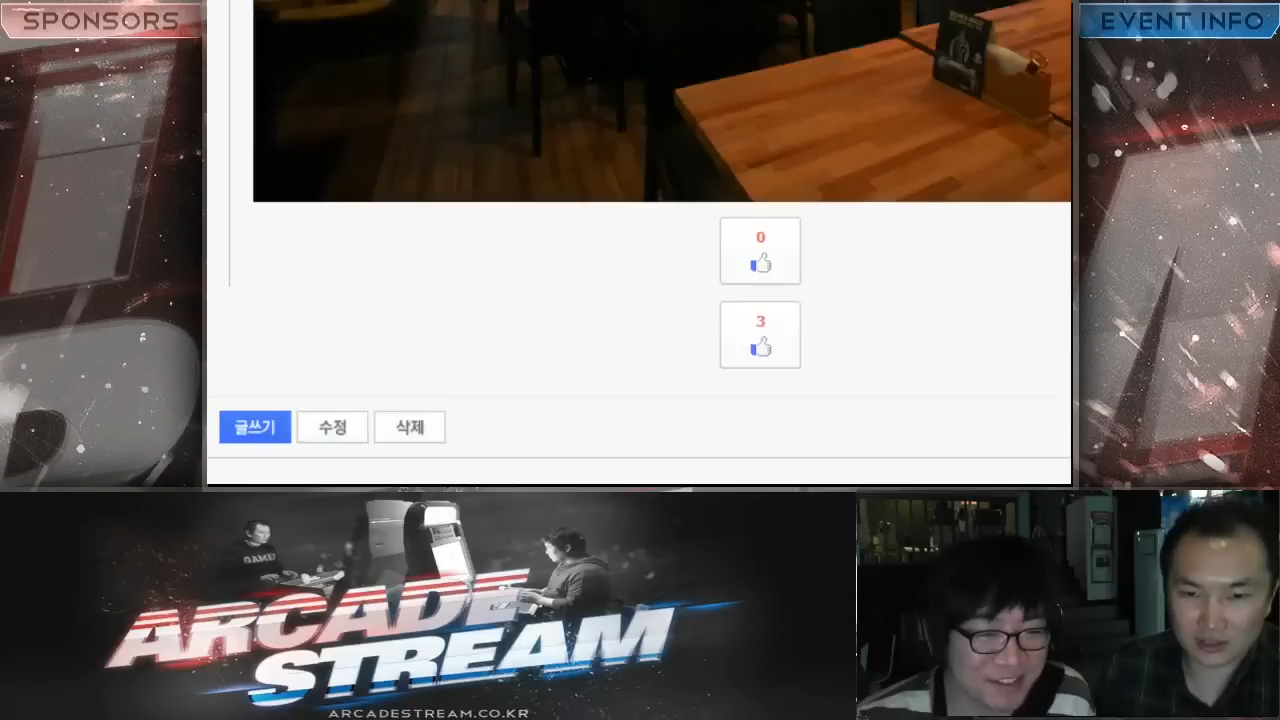 SPONSORS
EVENT INFO
0
3
글쓰기
수정
삭제
ARCADE
STREAM
ARCADESTREAM.CO.KR